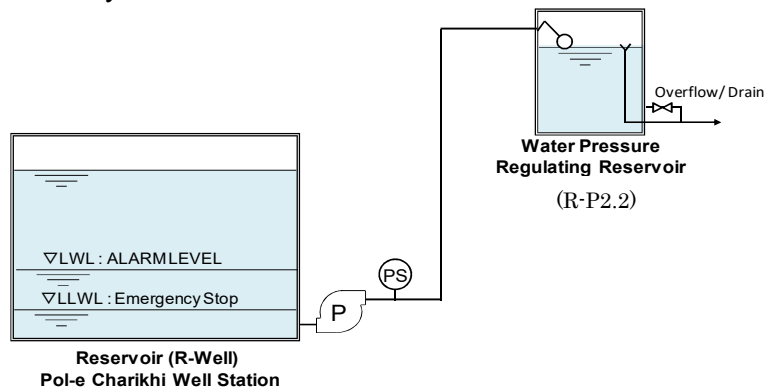 Overflow/ Drain
Water Pressure
Regulating Reservoir
(R-P2.2)
▽LWL : ALARM LEVEL
PS
▽LLWL : Emergency Stop
P
Reservoir (R-Well)
Pol-e Charikhi Well Station